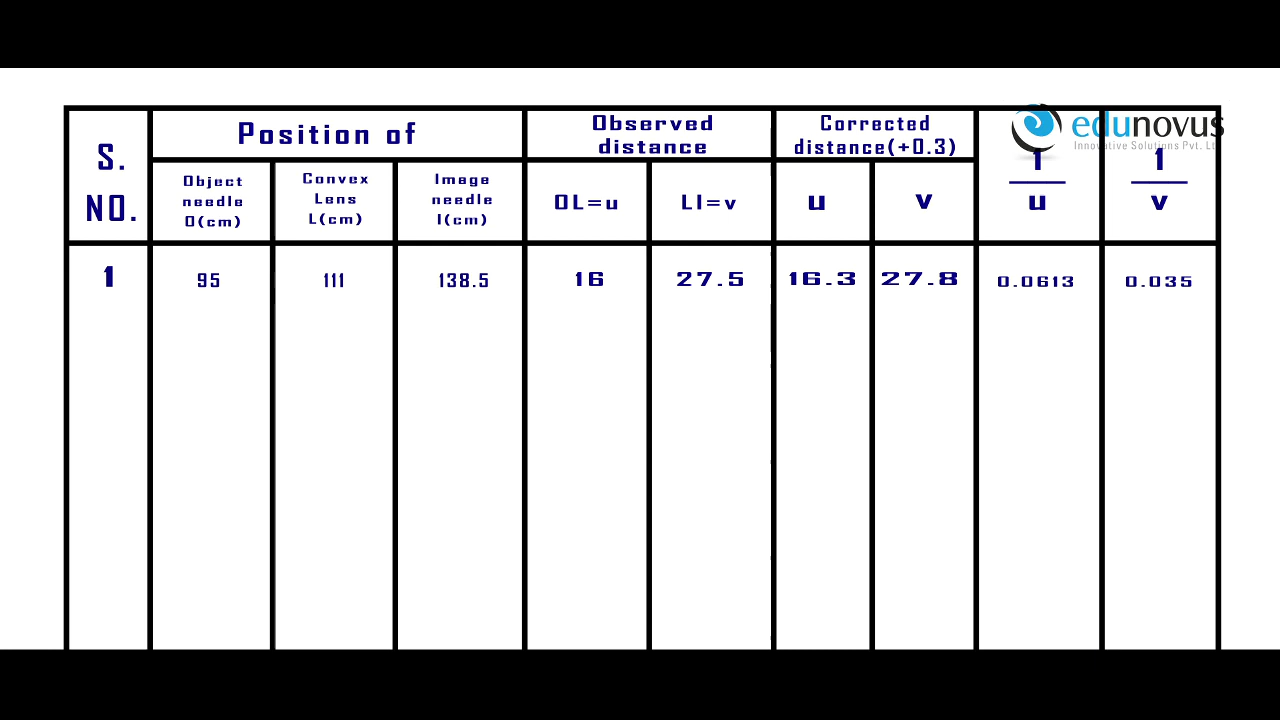 edunovus
Innovative Solutions Pvt. Lt
S.
NO.
Position of
Observed
distance
Corrected
distance(+0.3)
1
u
1
v
Object
needle
O(cm)
Convex
Lens
L(cm)
Image
needle
I(cm)
OL=u
LI=v
u
v
1
95
111
138.5
16
27.5
16.3
27.8
0.0613
0.035